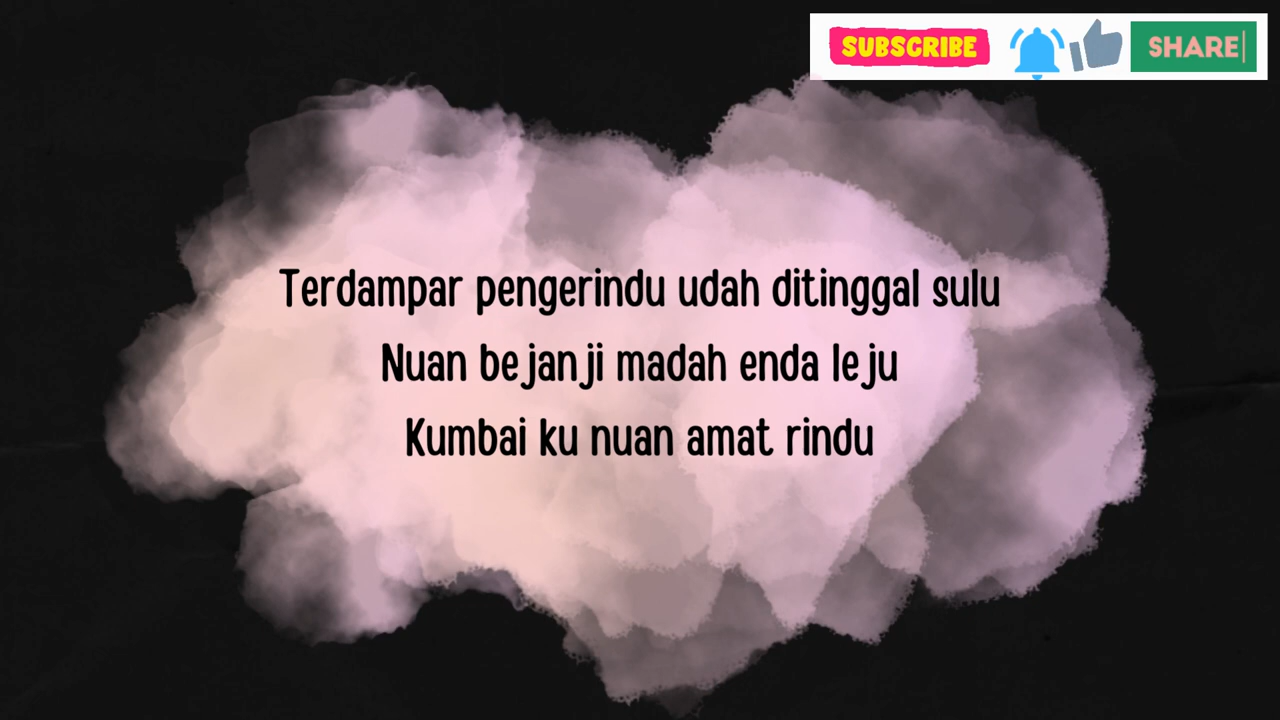 SUBSCRIBE
SHARE
Terdampar pengerindu udah ditinggal sulu
Nuan bejanji madah enda leju
Kumbai ku nuan amat rindu